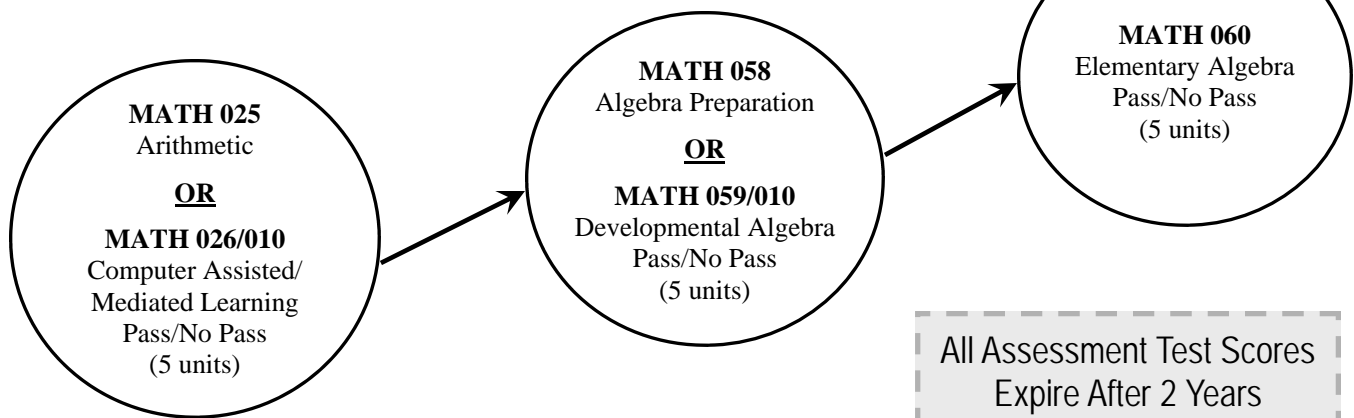 MATH 025
Arithmetic
OR
MATH 026/010
Computer Assisted/
Mediated Learning
Pass/No Pass
(5 units)
MATH 058
Algebra Preparation
OR
MATH 059/010
Developmental Algebra
Pass/No Pass
(5 units)
MATH 060
Elementary Algebra
Pass/No Pass
(5 units)
All Assessment Test Scores
Expire After 2 Years